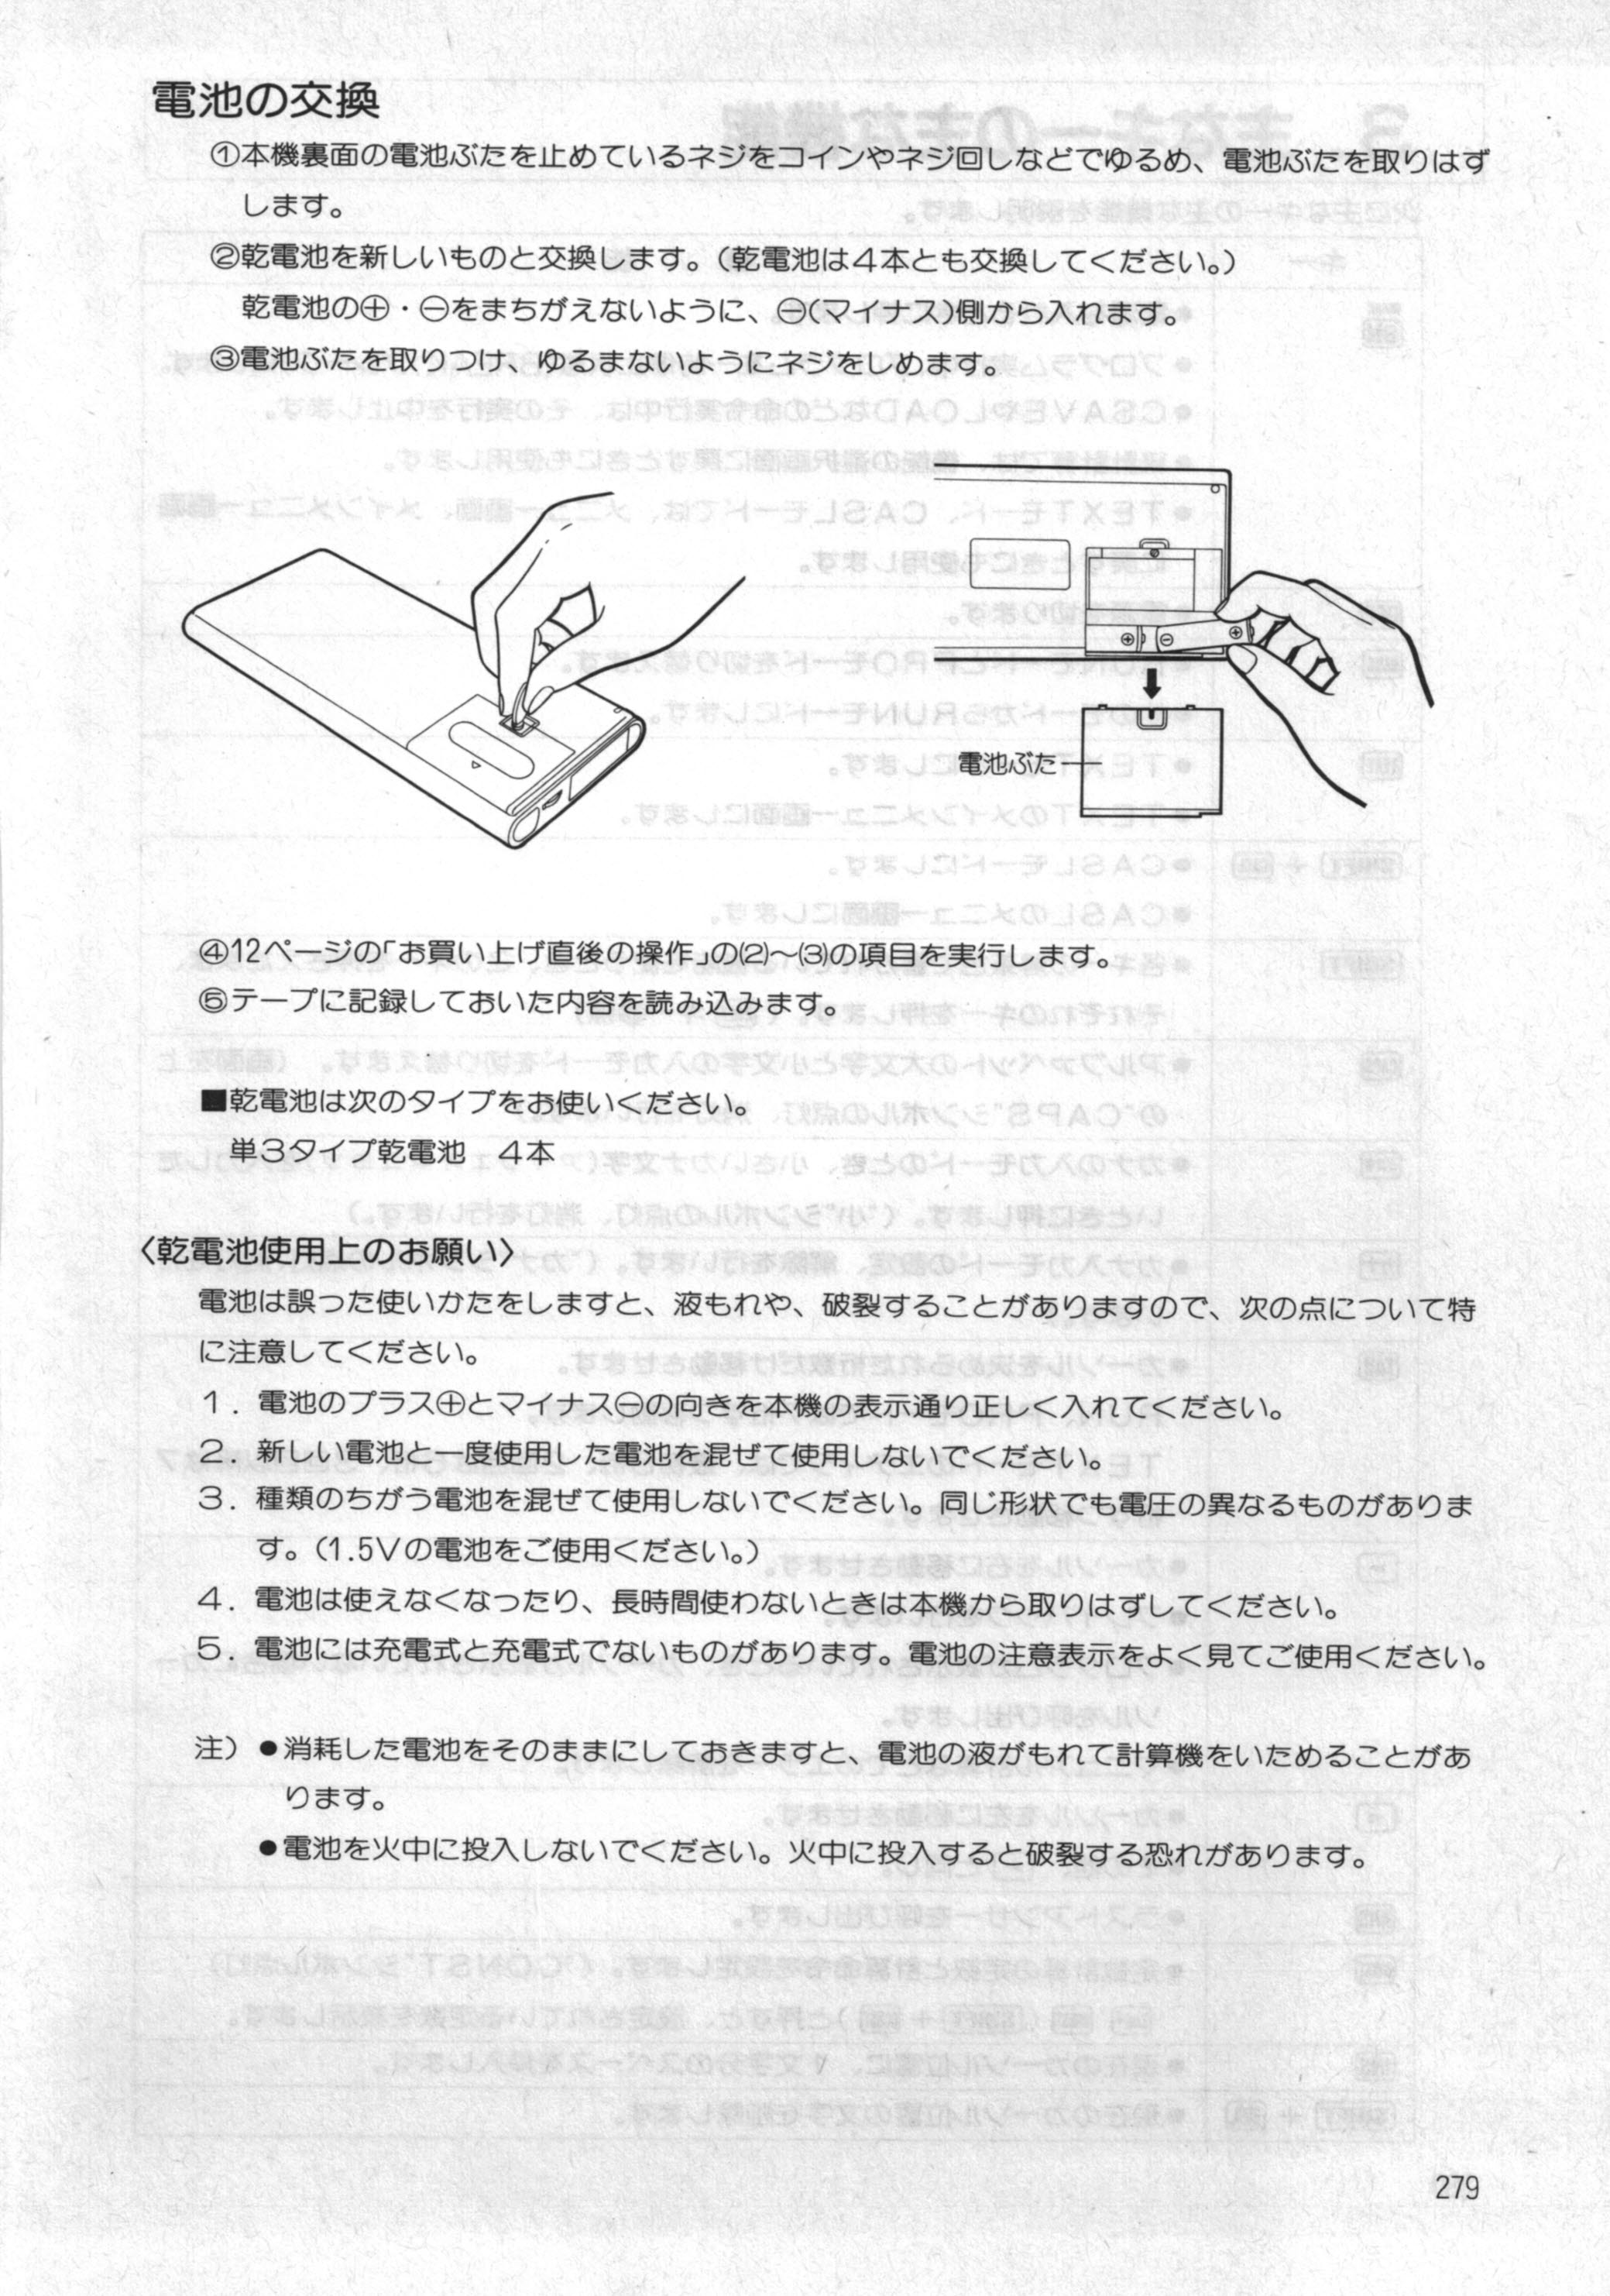 電池の交換
①本機裏面の電池ぶたを止めているネジをコインやネジ回しなどでゆるめ、電池ぶたを取りはず
します。
②乾電池を新しいものと交換します。(乾電池は4本とも交換してください。)
乾電池の⊕・⊖をまちがえないように、⊖(マイナス)側から入れます。
③電池ぶたを取りつけ、ゆるまないようにネジをしめます。
電池ぶた
④12ページの「お買い上げ直後の操作」の(2)〜(3)の項目を実行します。
⑤テープに記録しておいた内容を読み込みます。
■乾電池は次のタイプをお使いください。
単3タイプ乾電池 4本
〈乾電池使用上のお願い〉
電池は誤った使いかたをしますと、液もれや、破裂することがありますので、次の点について特
に注意してください。
1. 電池のプラス⊕とマイナス⊖の向きを本機の表示通り正しく入れてください。
2. 新しい電池と一度使用した電池を混ぜて使用しないでください。
3. 種類のちがう電池を混ぜて使用しないでください。同じ形状でも電圧の異なるものがありま
す。(1.5Vの電池をご使用ください。)
4. 電池は使えなくなったり、長時間使わないときは本機から取りはずしてください。
5. 電池には充電式と充電式でないものがあります。電池の注意表示をよく見てご使用ください。
注) ●消耗した電池をそのままにしておきますと、電池の液がもれて計算機をいためることがあ
ります。
●電池を火中に投入しないでください。火中に投入すると破裂する恐れがあります。
279